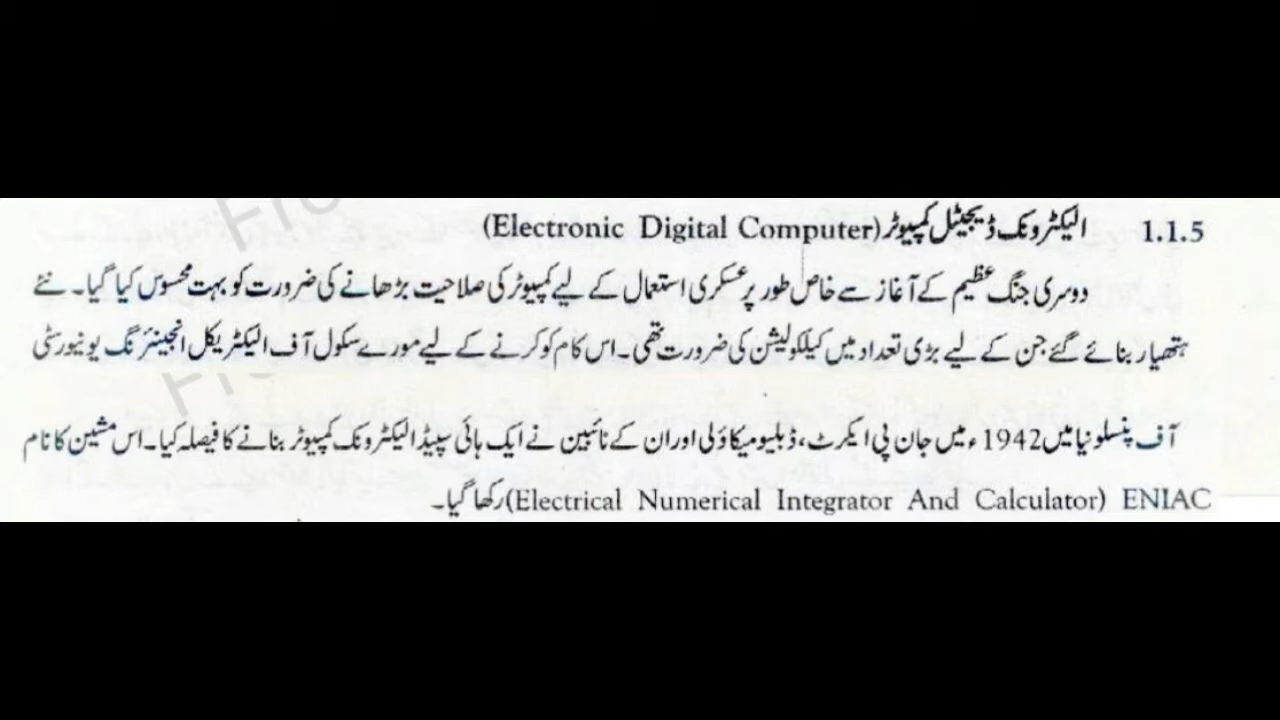 1.1.5 الیکٹرونک ڈیجیٹل کمپیوٹر (Electronic Digital Computer)
دوسری جنگ عظیم کے آغاز سے خاص طور پر عسکری استعمال کے لیے کمپیوٹر کی صلاحیت بڑھانے کی ضرورت کو بہت محسوس کیا گیا۔ نئے
ہتھیار بنائے گئے جن کے لیے بڑی تعداد میں کیلکولیشن کی ضرورت تھی۔ اس کام کو کرنے کے لیے مورے سکول آف الیکٹریکل انجینئرنگ یونیورسٹی
آف پنسلونیا میں 1942ء میں جان پی ایکرٹ، ڈبلیو میکاؤلی اور ان کے نائبین نے ایک ہائی سپیڈ الیکٹرونک کمپیوٹر بنانے کا فیصلہ کیا۔ اس مشین کا نام
ENIAC (Electrical Numerical Integrator And Calculator) رکھا گیا۔